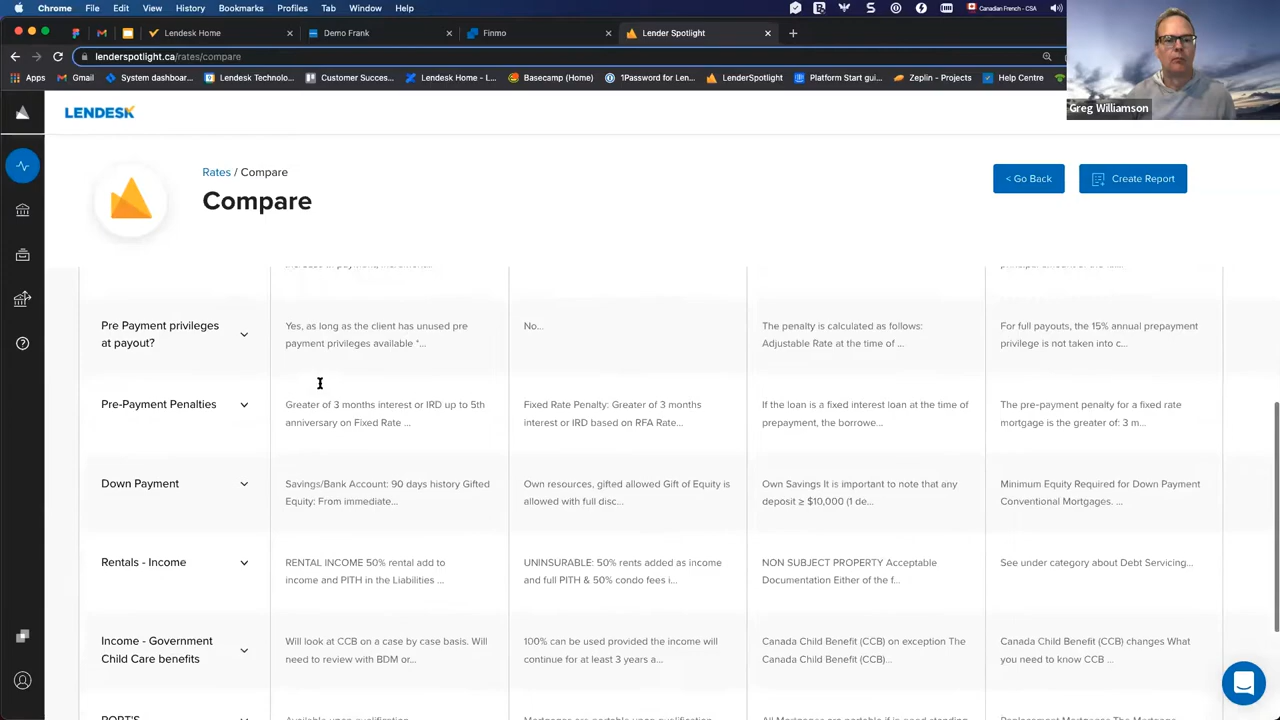 Chrome File Edit View History Bookmarks Profiles Tab Window Help
Canadian French - CSA
Lendesk Home
Demo Frank
Finmo
Lender Spotlight
lenderspotlight.ca/rates/compare
Apps Gmail System dashboar... Lendesk Technolo... Customer Succes... Lendesk Home – L... Basecamp (Home) 1Password for Len... LenderSpotlight Platform Start gui... Zeplin - Projects Help Centre
Greg Williamson
LENDESK
Rates / Compare
Compare
< Go Back
Create Report
Pre Payment privileges
at payout?
Yes, as long as the client has unused pre
payment privileges available *...
No...
The penalty is calculated as follows:
Adjustable Rate at the time of ...
For full payouts, the 15% annual prepayment
privilege is not taken into c...
Pre-Payment Penalties
Greater of 3 months interest or IRD up to 5th
anniversary on Fixed Rate ...
Fixed Rate Penalty: Greater of 3 months
interest or IRD based on RFA Rate...
If the loan is a fixed interest loan at the time of
prepayment, the borrowe...
The pre-payment penalty for a fixed rate
mortgage is the greater of: 3 m...
Down Payment
Savings/Bank Account: 90 days history Gifted
Equity: From immediate...
Own resources, gifted allowed Gift of Equity is
allowed with full disc...
Own Savings It is important to note that any
deposit ≥ $10,000 (1 de...
Minimum Equity Required for Down Payment
Conventional Mortgages. ...
Rentals - Income
RENTAL INCOME 50% rental add to
income and PITH in the Liabilities ...
UNINSURABLE: 50% rents added as income
and full PITH & 50% condo fees i...
NON SUBJECT PROPERTY Acceptable
Documentation Either of the f...
See under category about Debt Servicing...
Income - Government
Child Care benefits
Will look at CCB on a case by case basis. Will
need to review with BDM or...
100% can be used provided the income will
continue for at least 3 years a...
Canada Child Benefit (CCB) on exception The
Canada Child Benefit (CCB)...
Canada Child Benefit (CCB) changes What
you need to know CCB ...